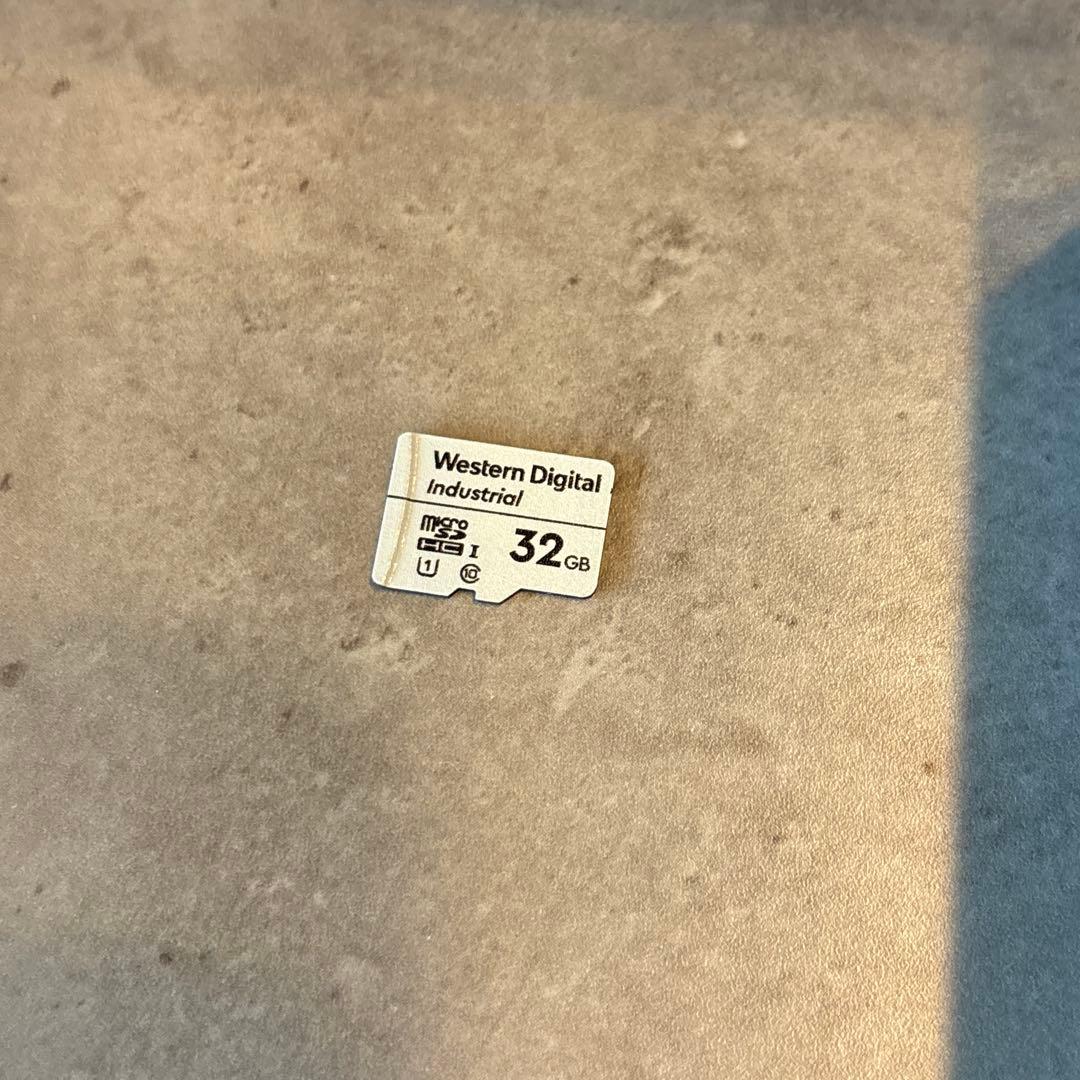 Western Digital
Industrial
micro
SD
HC I
32GB
1
10